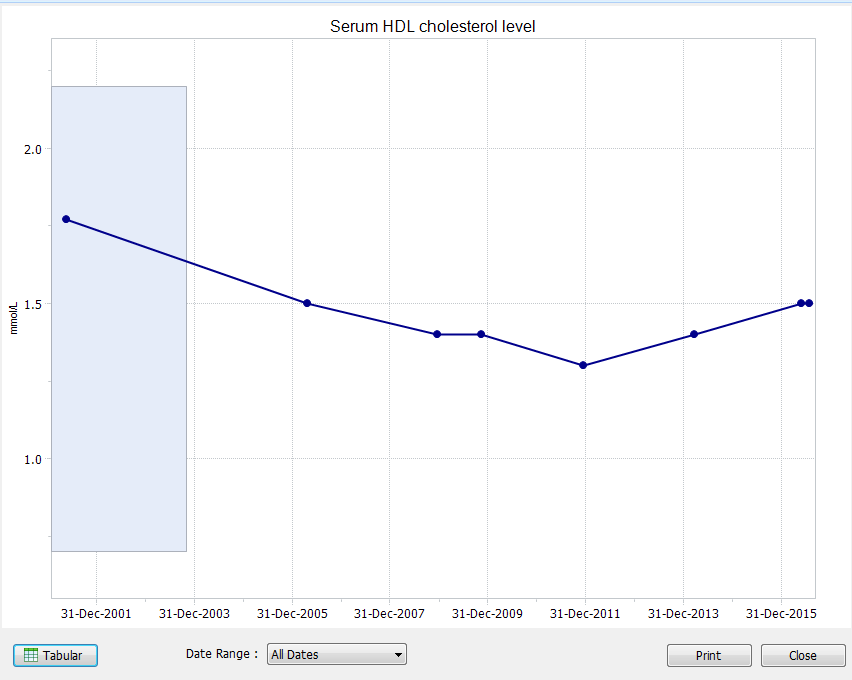 Serum HDL cholesterol level
2.0
1.5
1.0
mmol/L
31-Dec-2001 31-Dec-2003 31-Dec-2005 31-Dec-2007 31-Dec-2009 31-Dec-2011 31-Dec-2013 31-Dec-2015
Tabular Date Range : All Dates Print Close